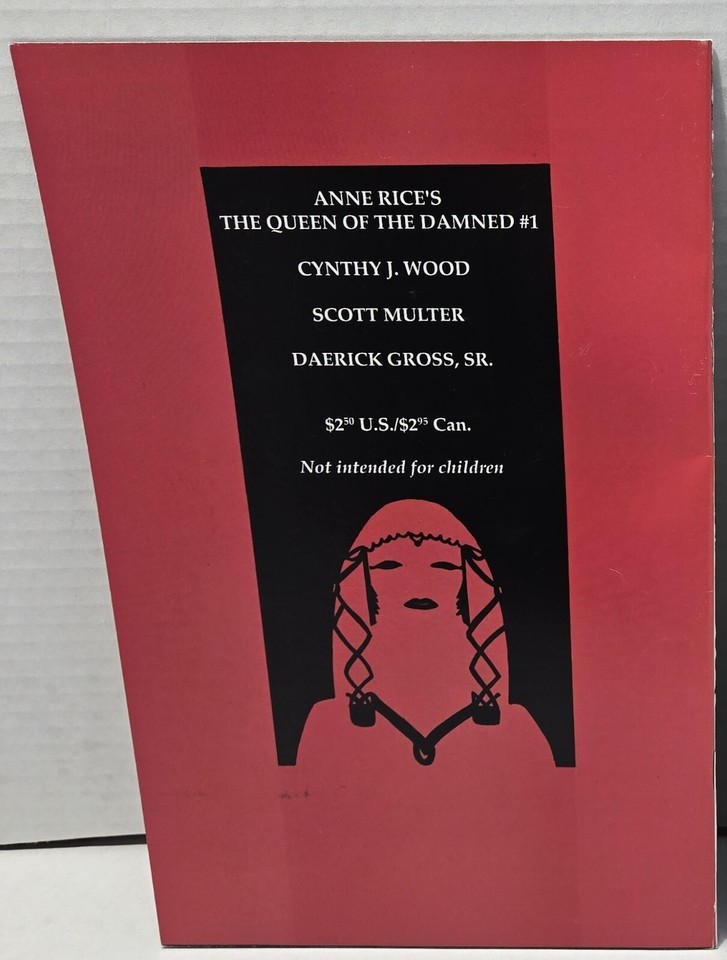 ANNE RICE'S
THE QUEEN OF THE DAMNED #1
CYNTHY J. WOOD
SCOTT MULTER
DAERICK GROSS, SR.
$2⁵⁰ U.S./$2⁹⁵ Can.
Not intended for children